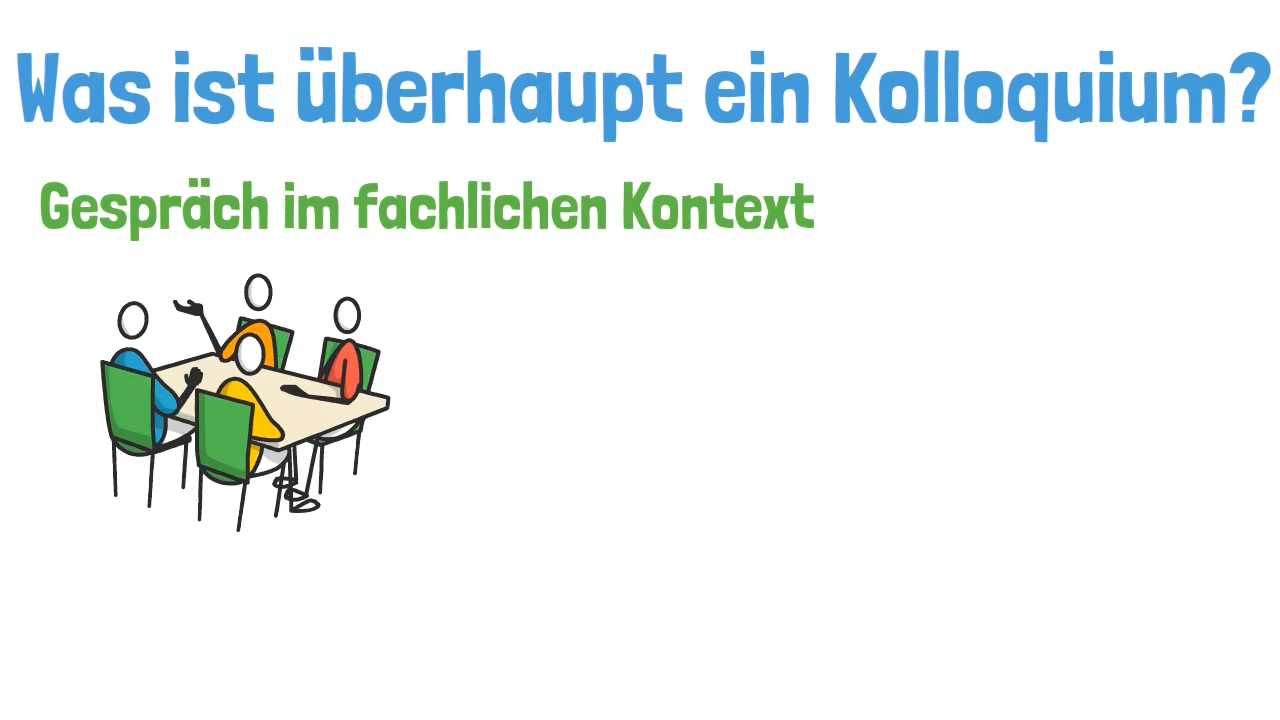 Was ist überhaupt ein Kolloquium?
Gespräch im fachlichen Kontext